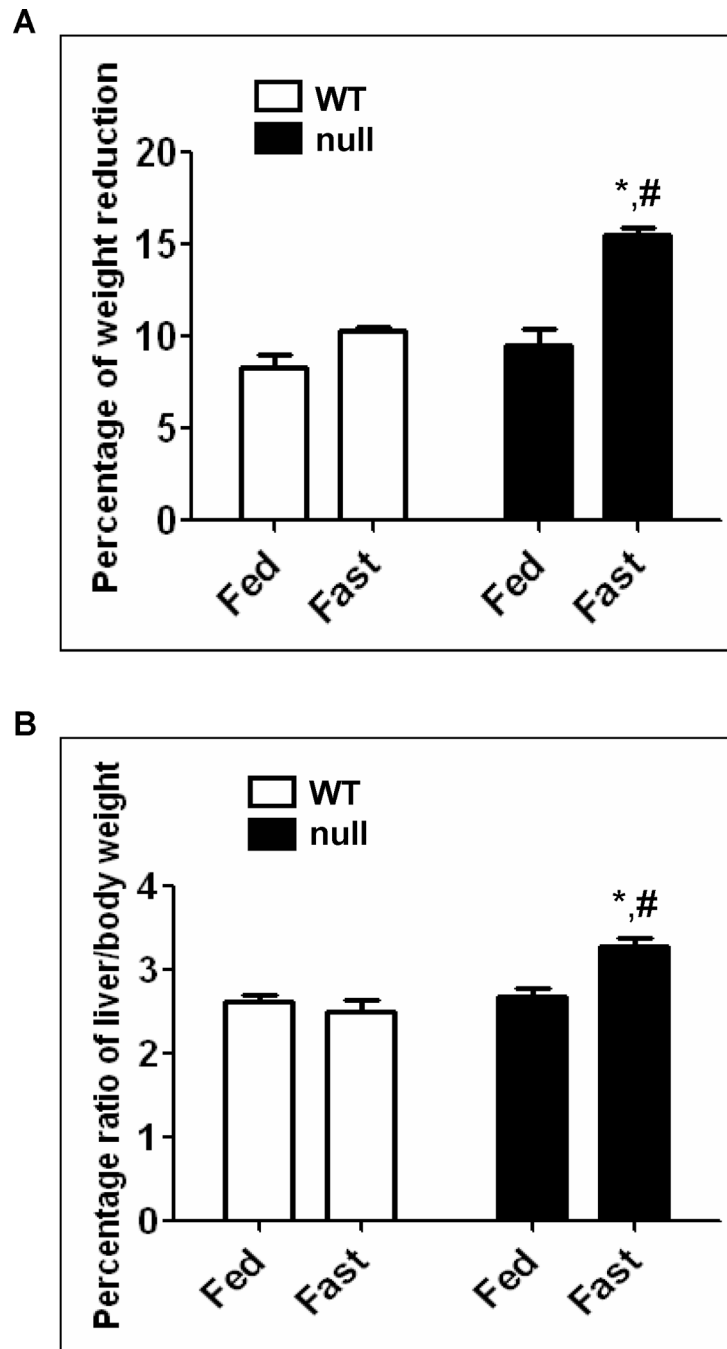 A
WT
null
Percentage of weight reduction
20
15
10
5
0
*,#
Fed
Fast
Fed
Fast
B
WT
null
Percentage ratio of liver/body weight
4
3
2
1
0
*,#
Fed
Fast
Fed
Fast